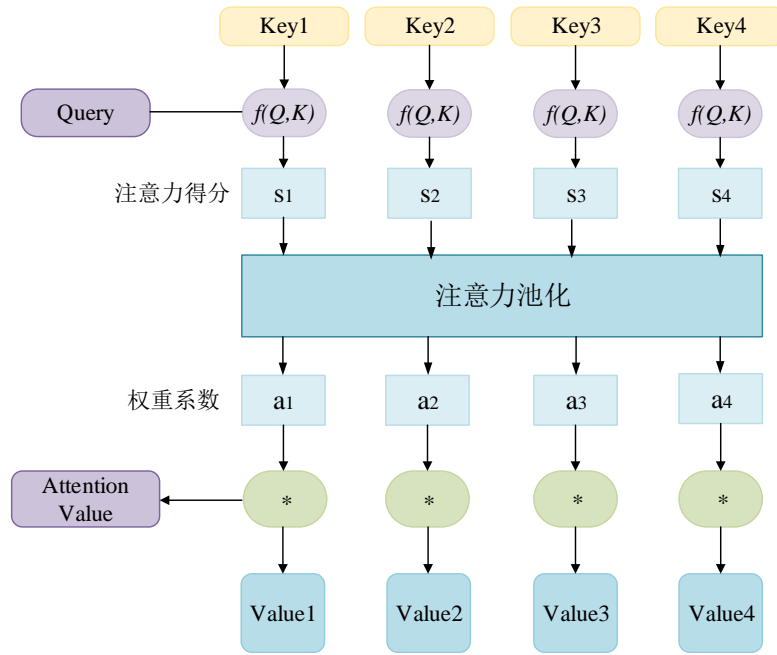 Key1
Key2
Key3
Key4
Query
f(Q,K)
f(Q,K)
f(Q,K)
f(Q,K)
注意力得分
s1
s2
s3
s4
注意力池化
权重系数
a1
a2
a3
a4
Attention
Value
*
*
*
*
Value1
Value2
Value3
Value4